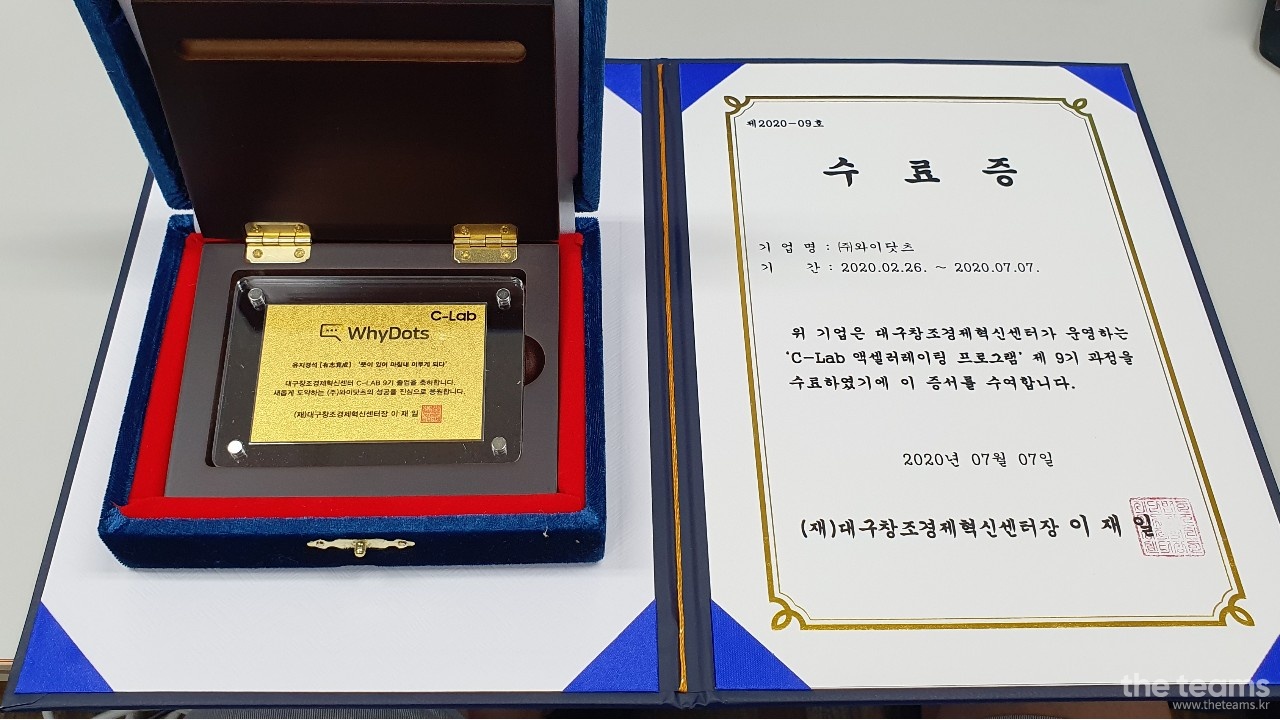 C-Lab
WhyDots
유지경성 [有志竟成] '뜻이 있어 마침내 이루게 되다'
대구창조경제혁신센터 C-LAB 9기 졸업을 축하합니다.
새롭게 도약하는 (주)와이닷츠의 성공을 진심으로 응원합니다.
(재)대구창조경제혁신센터장 이 재 일
제2020-09호
수 료 증
기 업 명 : ㈜와이닷츠
기 간 : 2020.02.26. ~ 2020.07.07.
위 기업은 대구창조경제혁신센터가 운영하는
'C-Lab 액셀러레이팅 프로그램' 제 9기 과정을
수료하였기에 이 증서를 수여합니다.
2020년 07월 07일
(재)대구창조경제혁신센터장 이 재 일
the teams
www.theteams.kr